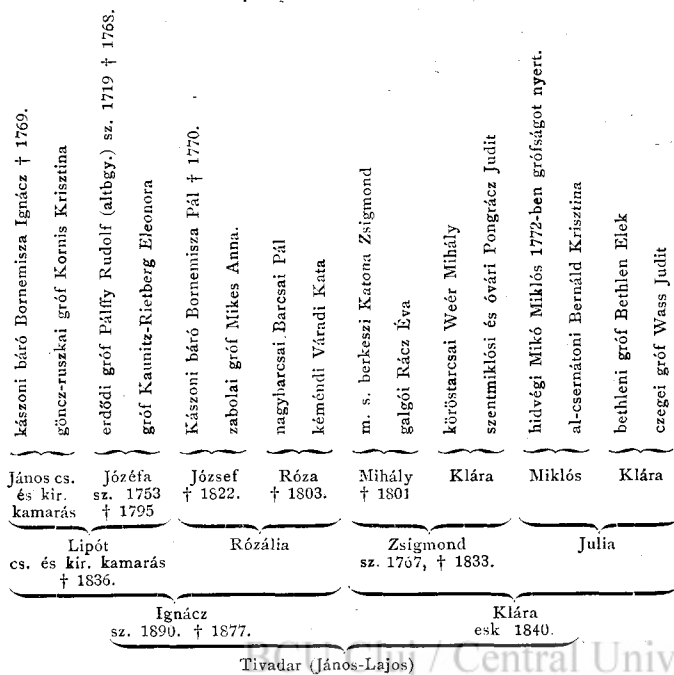 kászoni báró Bornemisza Ignácz † 1769.
göncz-ruszkai gróf Kornis Krisztina
erdődi gróf Pálffy Rudolf (altbgy.) sz. 1719 † 1768.
gróf Kaunitz-Rietberg Eleonora
Kászoni báró Bornemisza Pál † 1770.
zabolai gróf Mikes Anna.
nagybarcsai Barcsai Pál
kéméndi Váradi Kata
m. s. berkeszi Katona Zsigmond
galgói Rácz Éva
köröstarcsai Weér Mihály
szentmiklósi és óvári Pongrácz Judit
hidvégi Mikó Miklós 1772-ben grófságot nyert.
al-csernátoni Bernáld Krisztina
bethleni gróf Bethlen Elek
czegei gróf Wass Judit
János cs.
és kir.
kamarás
Józéfa
sz. 1753
† 1795
József
† 1822.
Róza
† 1803.
Mihály
† 1801
Klára
Miklós
Klára
Lipót
cs. és kir. kamarás
† 1836.
Rózália
Zsigmond
sz. 1767, † 1833.
Julia
Ignácz
sz. 1890. † 1877.
Klára
esk 1840.
Tivadar (János-Lajos)
BCU Cluj / Central Univ